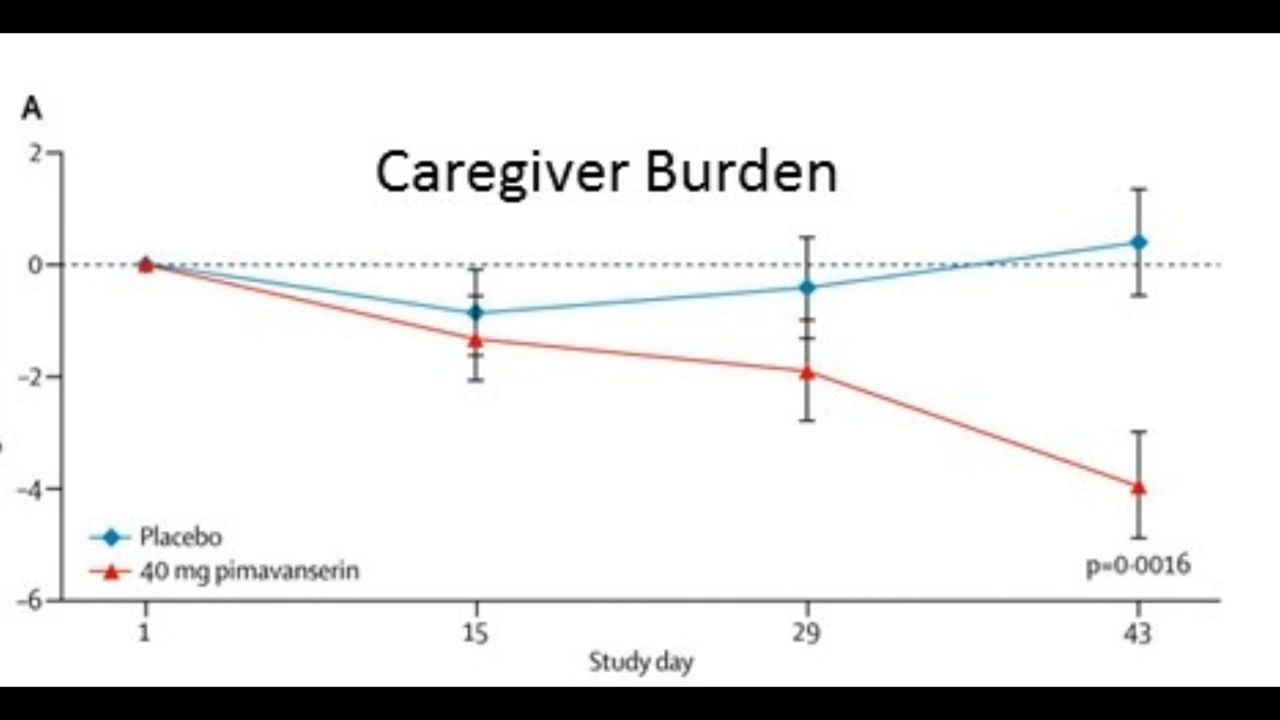 A
Caregiver Burden
2
0
–2
–4
–6
Placebo
40 mg pimavanserin
p=0·0016
1 15 29 43
Study day